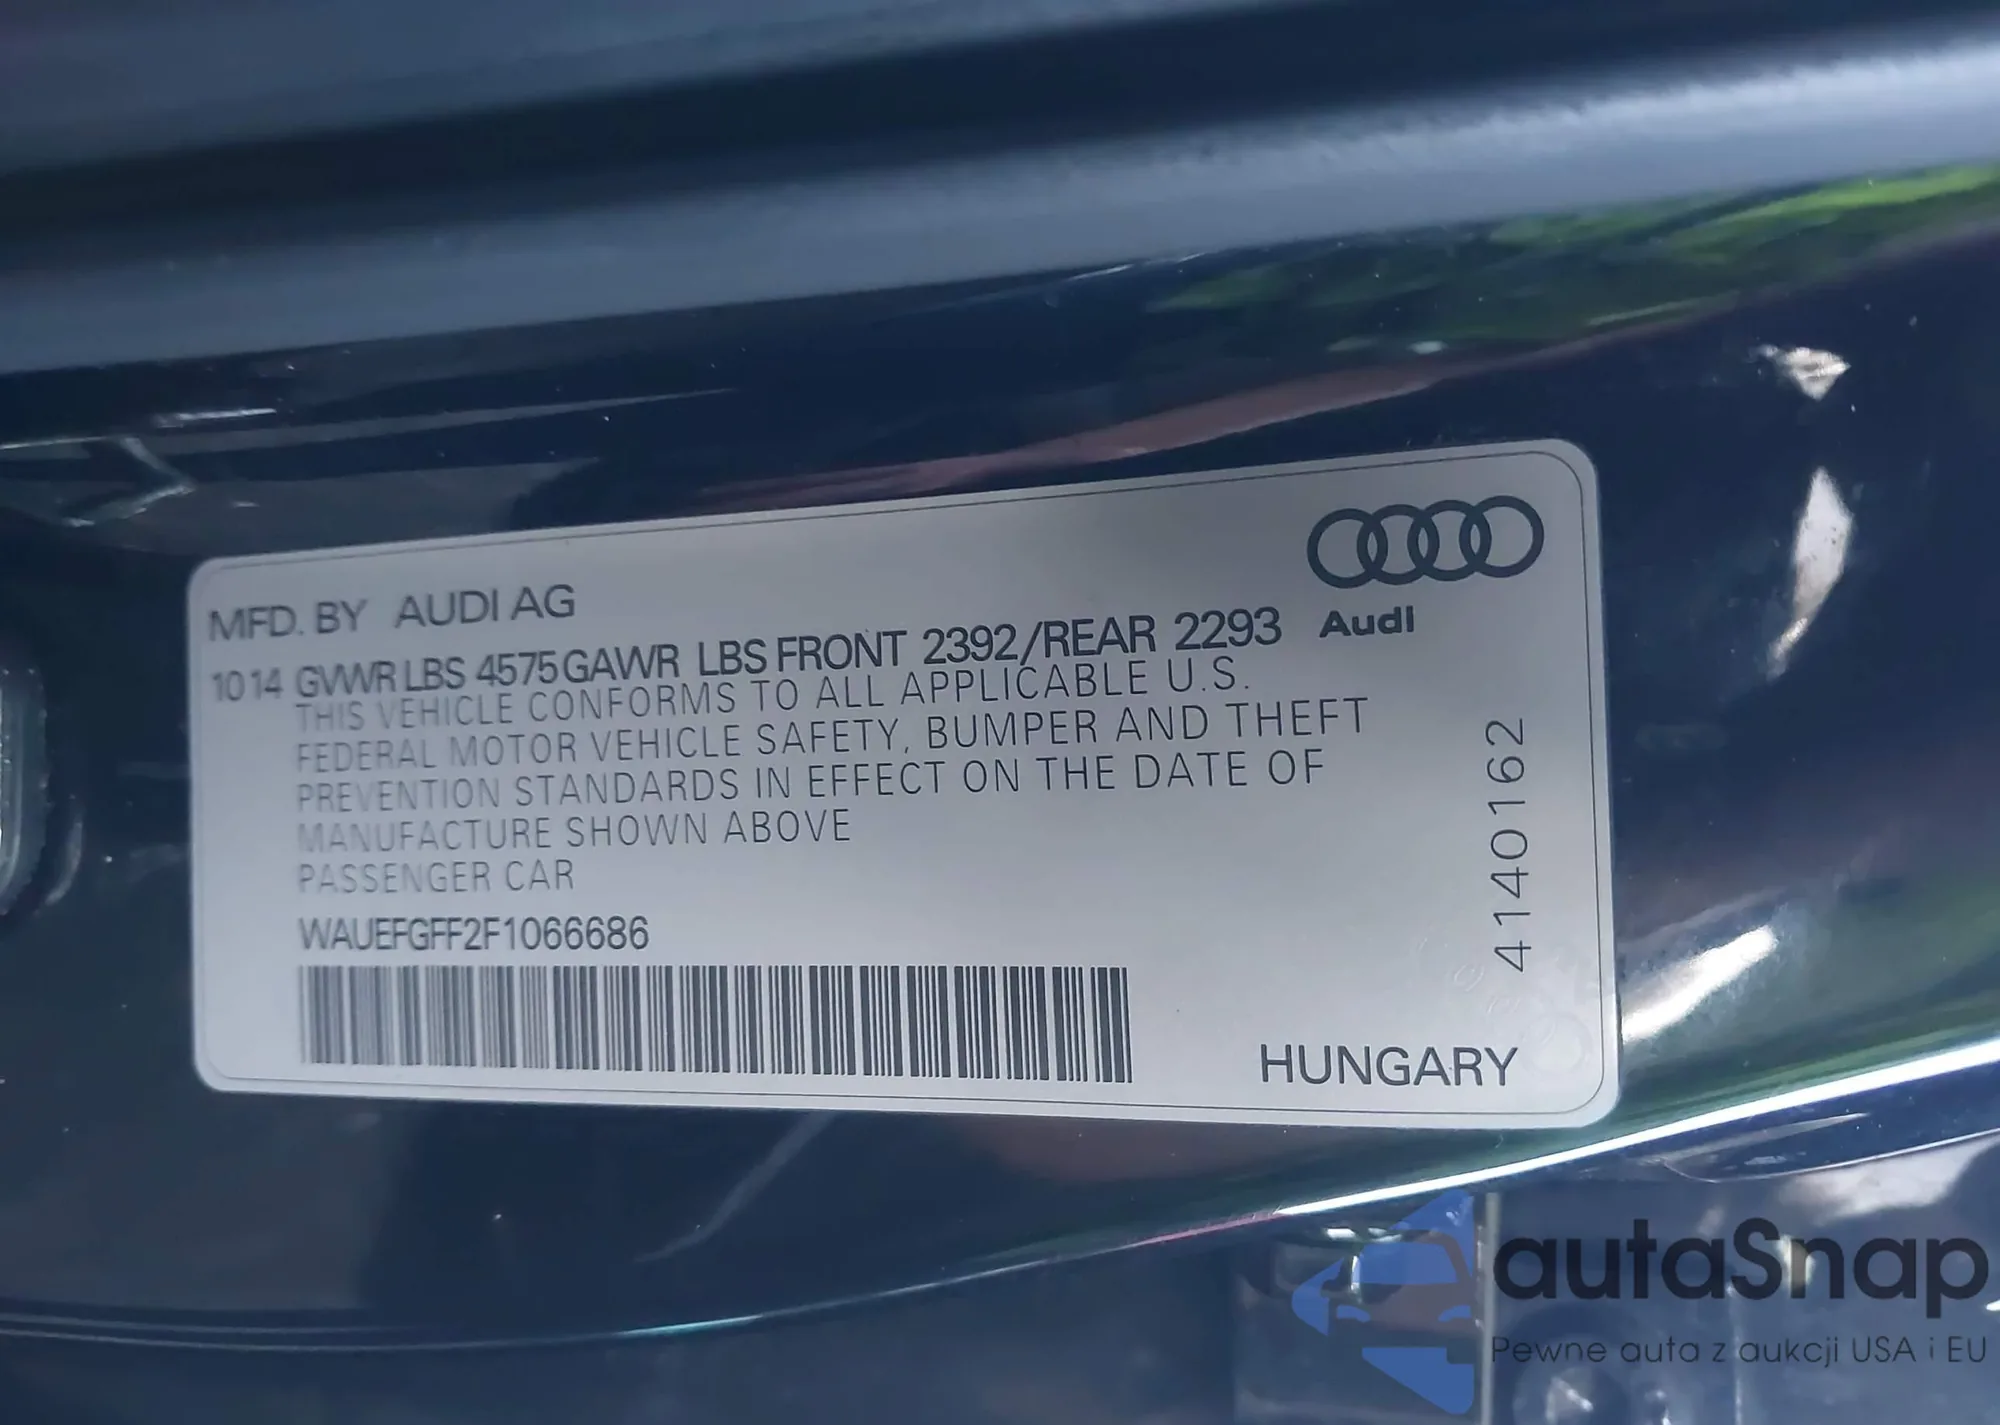 MFD. BY AUDI AG
1014 GVWR LBS 4575 GAWR LBS FRONT 2392/REAR 2293
Audi
THIS VEHICLE CONFORMS TO ALL APPLICABLE U.S.
FEDERAL MOTOR VEHICLE SAFETY, BUMPER AND THEFT
PREVENTION STANDARDS IN EFFECT ON THE DATE OF
MANUFACTURE SHOWN ABOVE
PASSENGER CAR
WAUEFGFF2F1066686
4140162
HUNGARY
autaSnap
Pewne auta z aukcji USA i EU